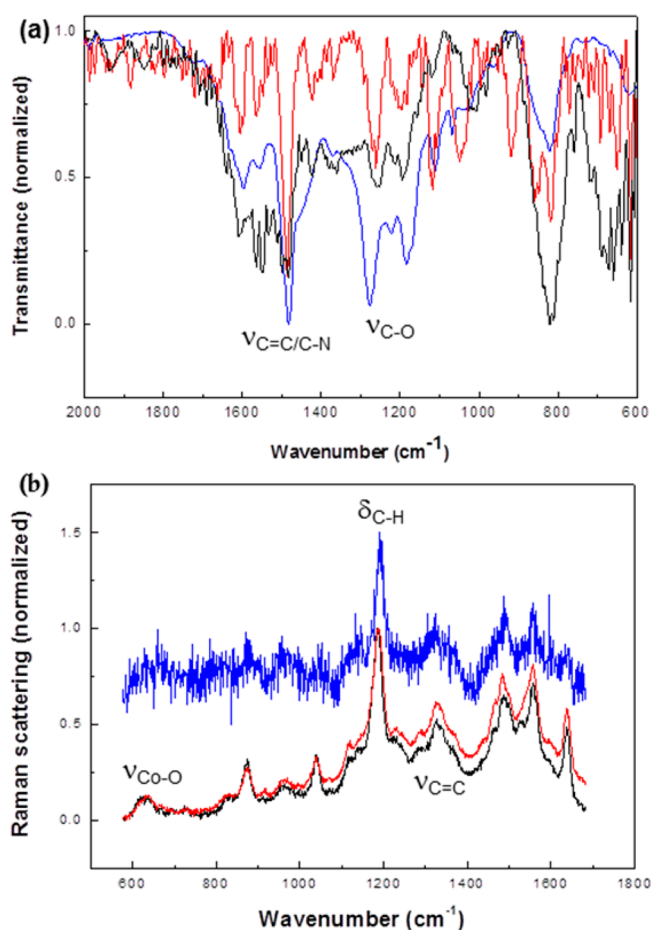 (a)
Transmittance (normalized)
1.0
0.5
0.0
νC=C/C-N
νC-O
2000 1800 1600 1400 1200 1000 800 600
Wavenumber (cm-1)
(b)
Raman scattering (normalized)
1.5
1.0
0.5
0.0
δC-H
νCo-O
νC=C
600 800 1000 1200 1400 1600 1800
Wavenumber (cm-1)